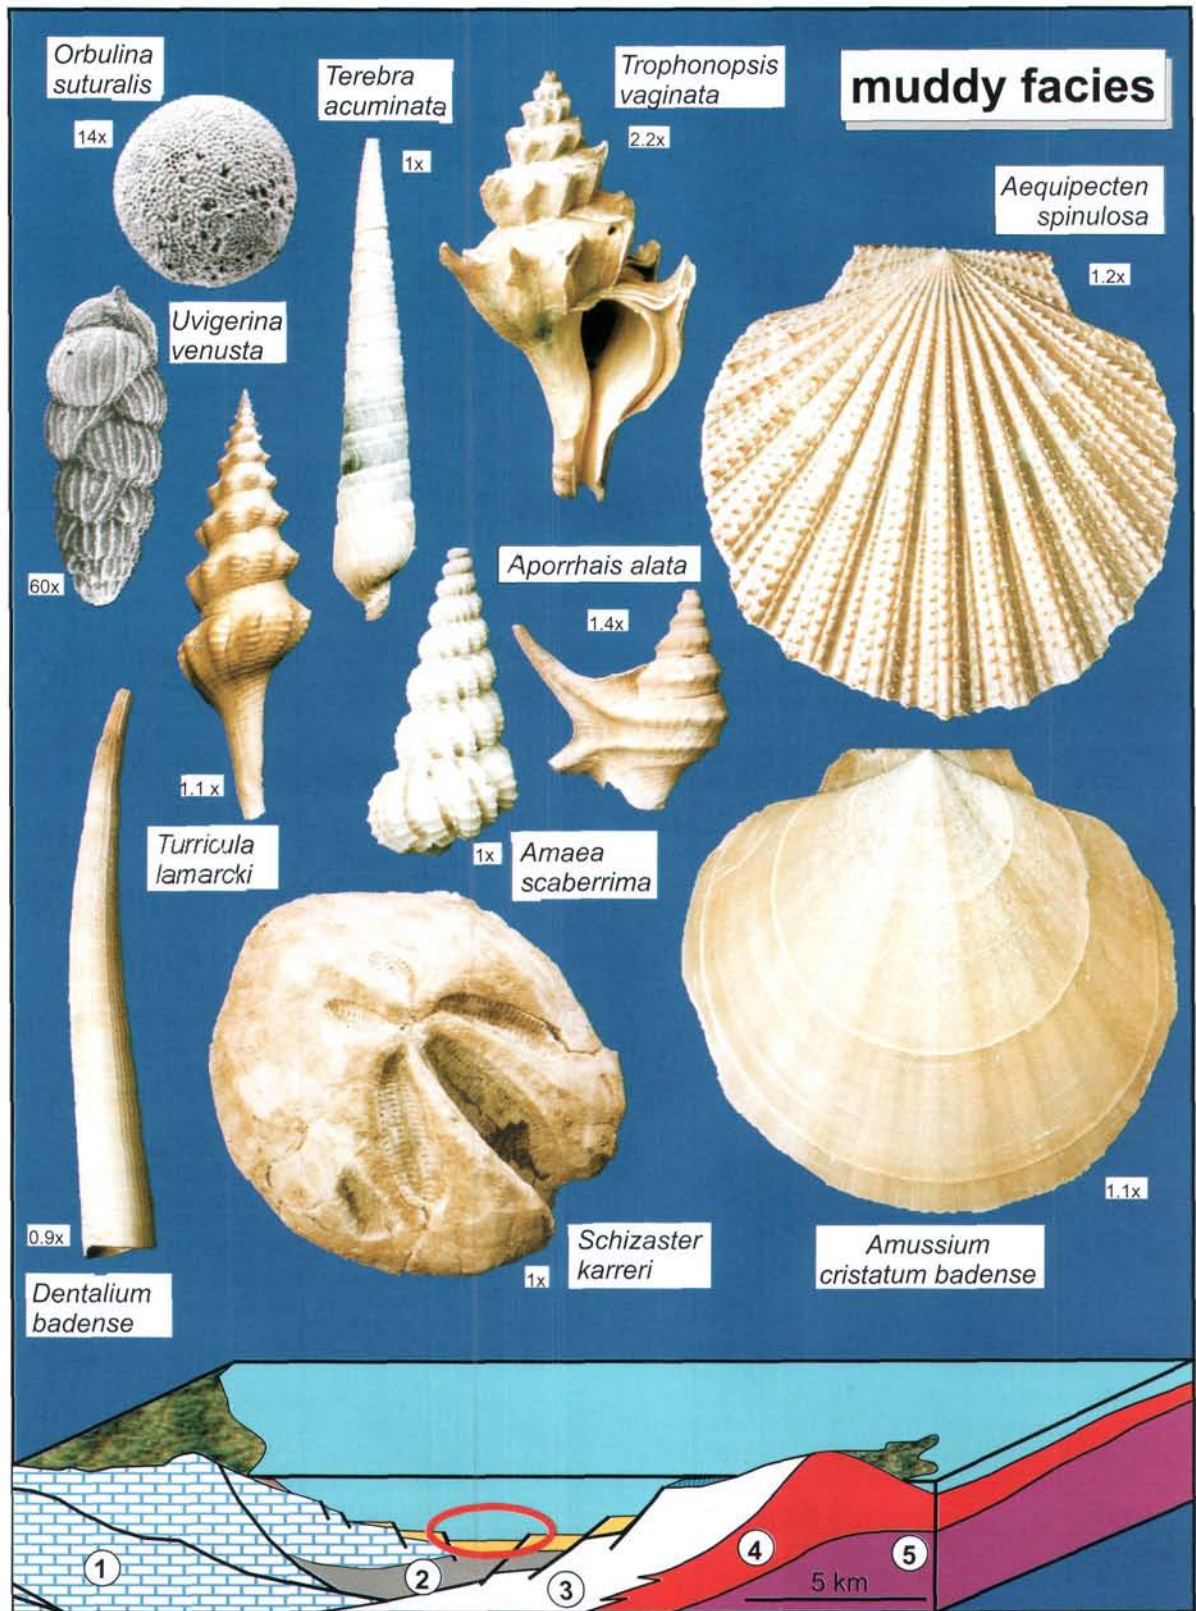 muddy facies
Orbulina
suturalis
14x
Terebra
acuminata
1x
Trophonopsis
vaginata
2.2x
Aequipecten
spinulosa
1.2x
Uvigerina
venusta
60x
Aporrhais alata
1.4x
1.1 x
Turricula
lamarcki
1x
Amaea
scaberrima
0.9x
Dentalium
badense
1x
Schizaster
karreri
1.1x
Amussium
cristatum badense
1
2
3
4
5
5 km